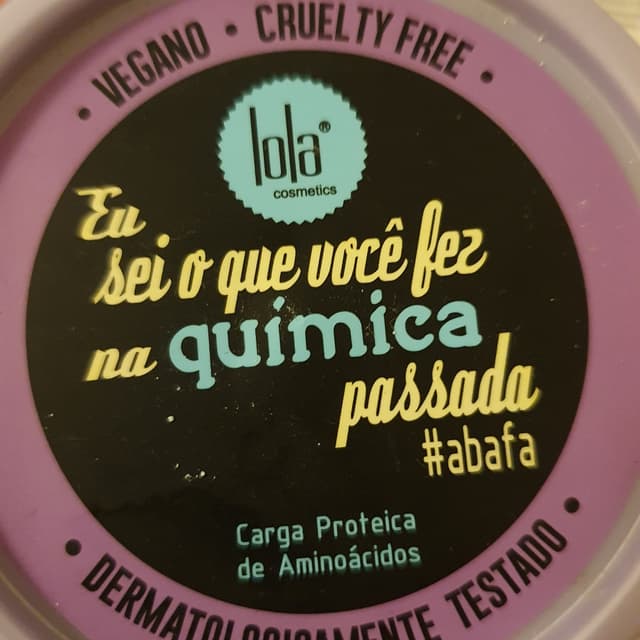 VEGANO • CRUELTY FREE
lola®
cosmetics
Eu
sei o que você fez
na química
passada
#abafa
Carga Proteica
de Aminoácidos
DERMATOLOGICAMENTE TESTADO